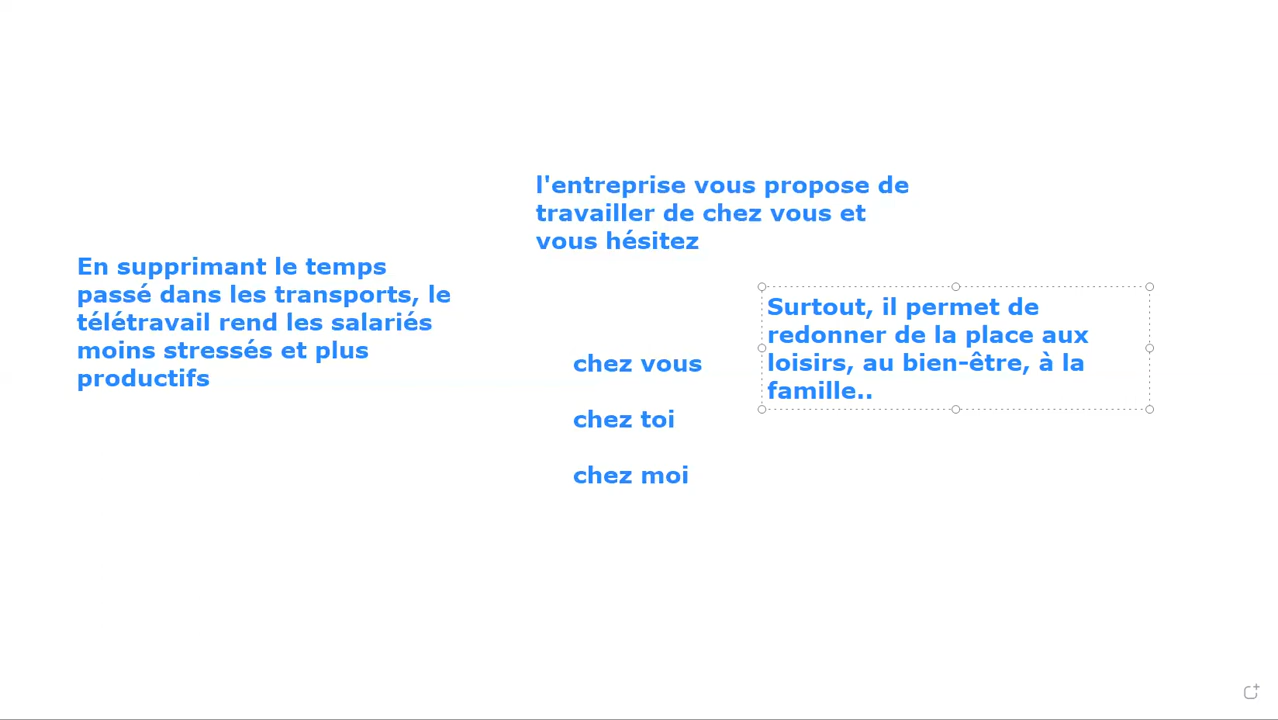 l'entreprise vous propose de
travailler de chez vous et
vous hésitez
En supprimant le temps
passé dans les transports, le
télétravail rend les salariés
moins stressés et plus
productifs
Surtout, il permet de
redonner de la place aux
loisirs, au bien-être, à la
famille..
chez vous
chez toi
chez moi